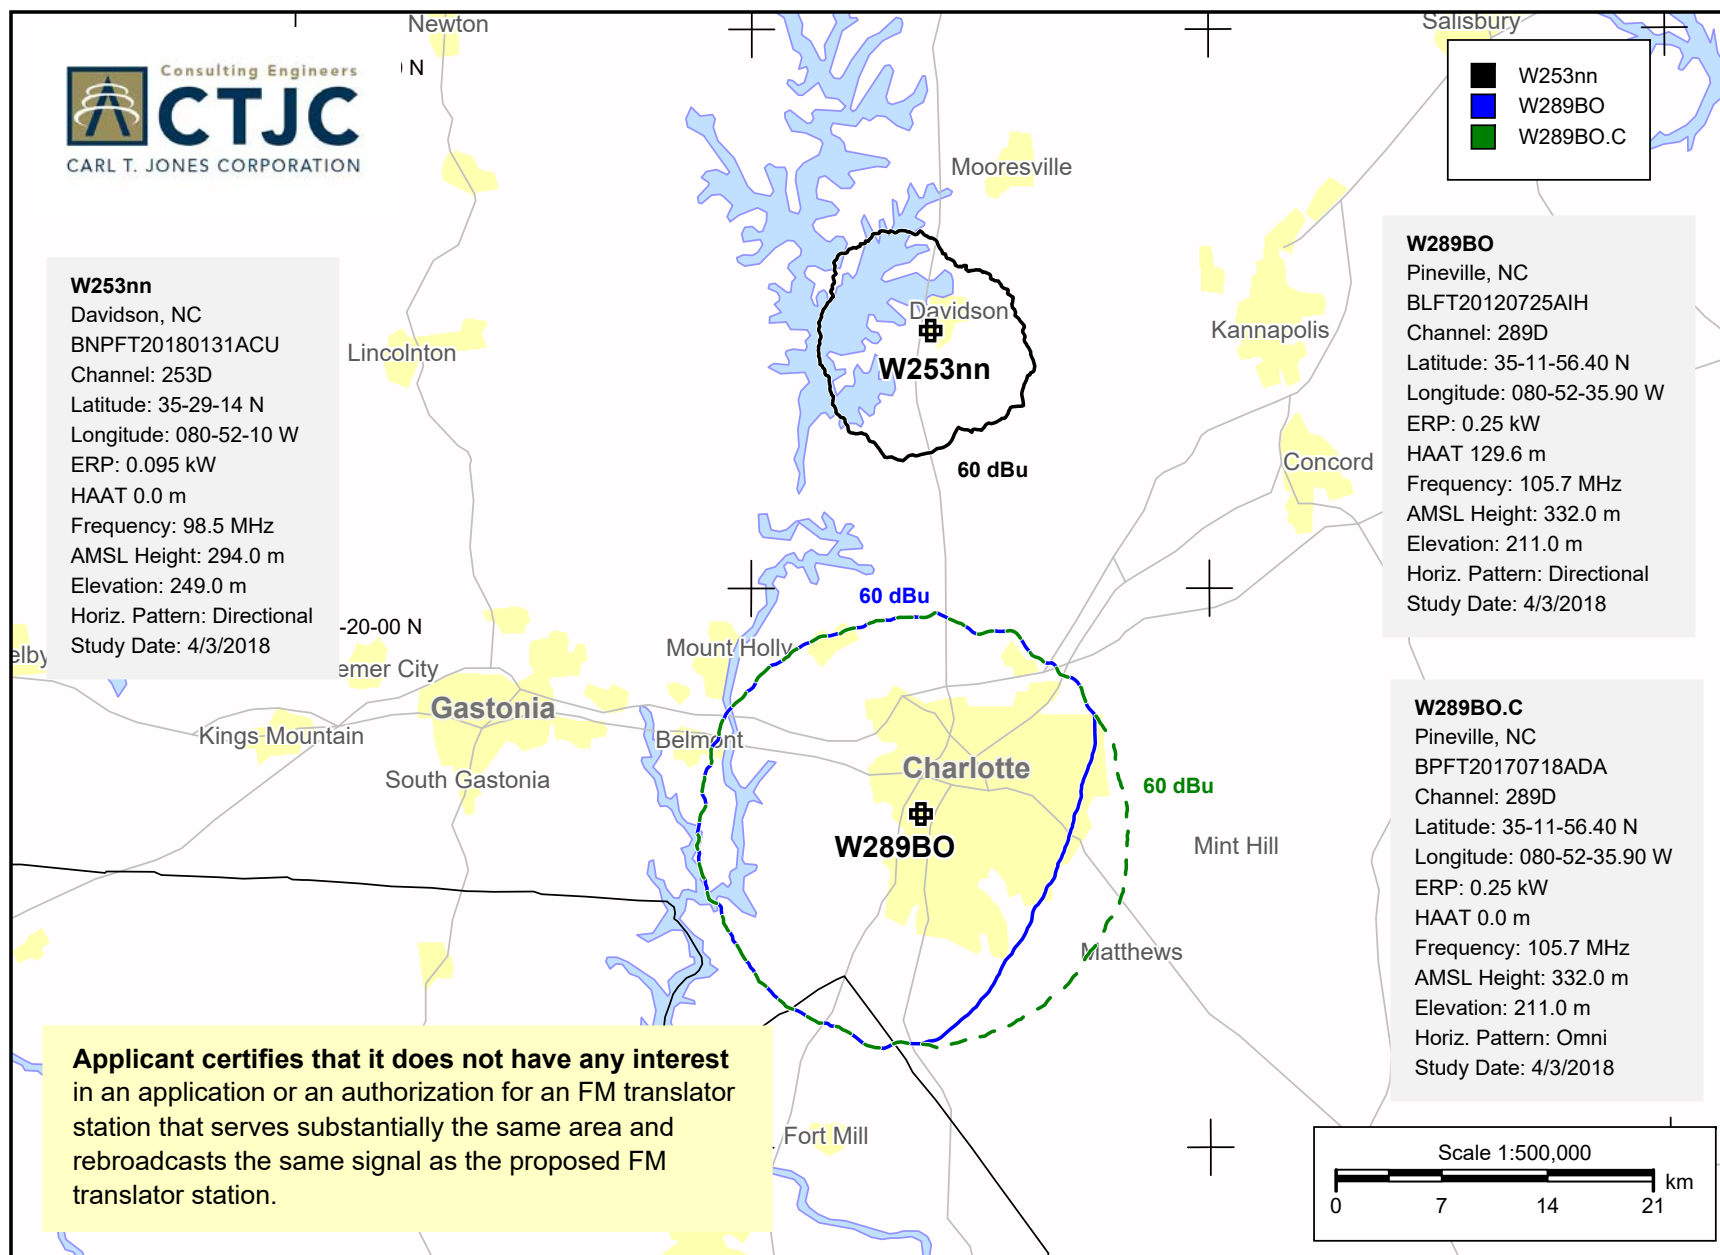 Newton
Salisbury
Consulting Engineers
CTJC
CARL T. JONES CORPORATION
N
W253nn
W289BO
W289BO.C
Mooresville
W253nn
Davidson, NC
BNPFT20180131ACU
Channel: 253D
Latitude: 35-29-14 N
Longitude: 080-52-10 W
ERP: 0.095 kW
HAAT 0.0 m
Frequency: 98.5 MHz
AMSL Height: 294.0 m
Elevation: 249.0 m
Horiz. Pattern: Directional
Study Date: 4/3/2018
W289BO
Pineville, NC
BLFT20120725AIH
Channel: 289D
Latitude: 35-11-56.40 N
Longitude: 080-52-35.90 W
ERP: 0.25 kW
HAAT 129.6 m
Frequency: 105.7 MHz
AMSL Height: 332.0 m
Elevation: 211.0 m
Horiz. Pattern: Directional
Study Date: 4/3/2018
Davidson
Kannapolis
Lincolnton
W253nn
Concord
60 dBu
60 dBu
-20-00 N
elby
emer City
Mount Holly
Gastonia
Kings Mountain
Belmont
South Gastonia
Charlotte
60 dBu
W289BO
Mint Hill
Matthews
W289BO.C
Pineville, NC
BPFT20170718ADA
Channel: 289D
Latitude: 35-11-56.40 N
Longitude: 080-52-35.90 W
ERP: 0.25 kW
HAAT 0.0 m
Frequency: 105.7 MHz
AMSL Height: 332.0 m
Elevation: 211.0 m
Horiz. Pattern: Omni
Study Date: 4/3/2018
Applicant certifies that it does not have any interest
in an application or an authorization for an FM translator
station that serves substantially the same area and
rebroadcasts the same signal as the proposed FM
translator station.
Fort Mill
Scale 1:500,000
km
0 7 14 21